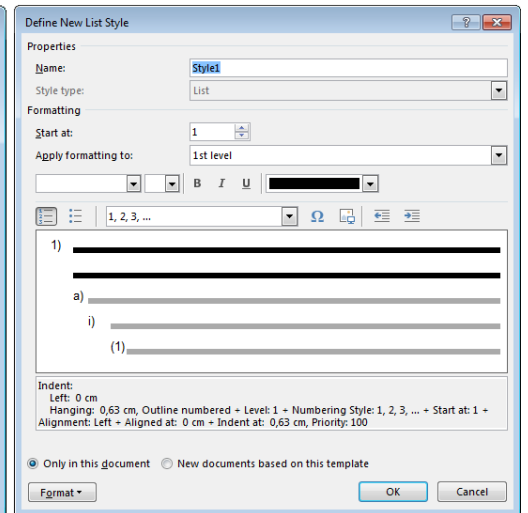 Define New List Style
Properties
Name: Style1
Style type: List
Formatting
Start at: 1
Apply formatting to: 1st level
B I U
1, 2, 3, ... Ω
1)
a)
i)
(1)
Indent:
Left: 0 cm
Hanging: 0,63 cm, Outline numbered + Level: 1 + Numbering Style: 1, 2, 3, ... + Start at: 1 +
Alignment: Left + Aligned at: 0 cm + Indent at: 0,63 cm, Priority: 100
Only in this document New documents based on this template
Format OK Cancel